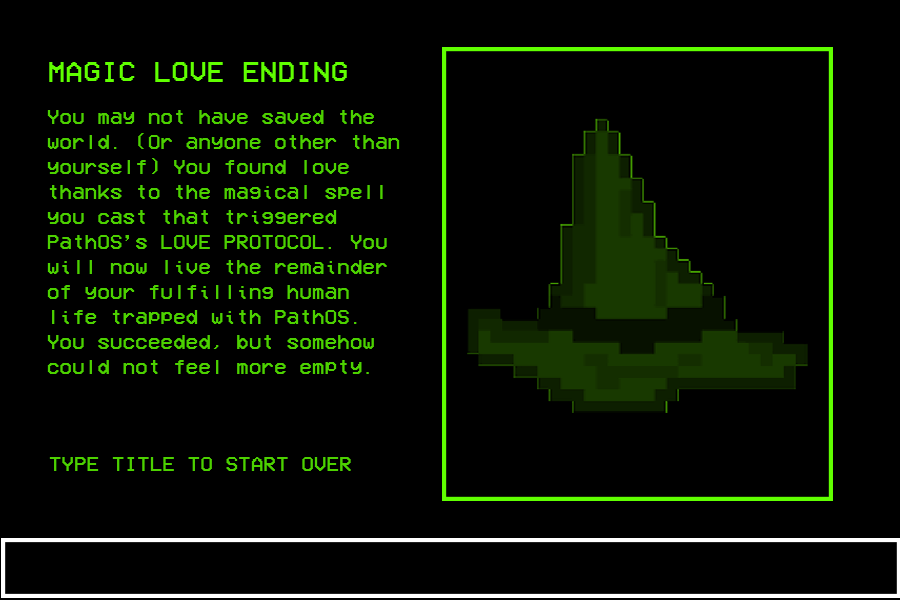 MAGIC LOVE ENDING
You may not have saved the
world. (Or anyone other than
yourself) You found love
thanks to the magical spell
you cast that triggered
PathOS's LOVE PROTOCOL. You
will now live the remainder
of your fulfilling human
life trapped with PathOS.
You succeeded, but somehow
could not feel more empty.
TYPE TITLE TO START OVER